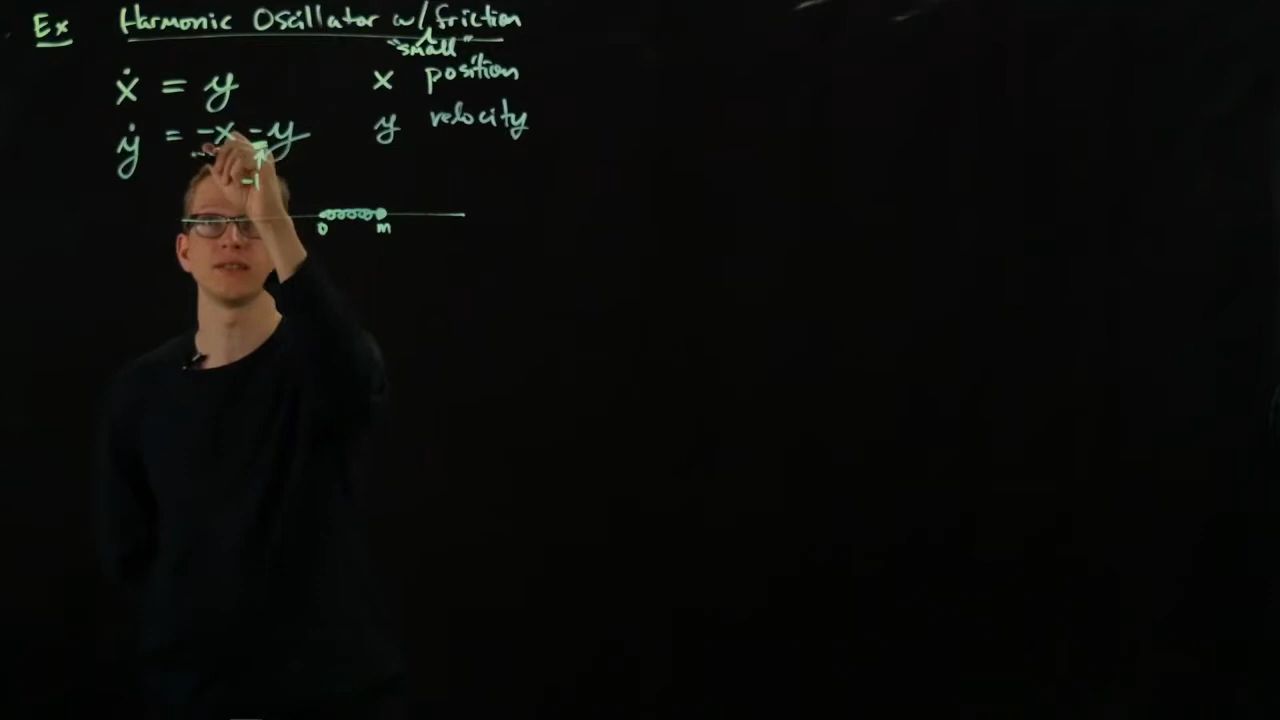 Ex Harmonic Oscillator w/ friction
"small"
ẋ = y x position
ẏ = -x - y y velocity
-1
0 m